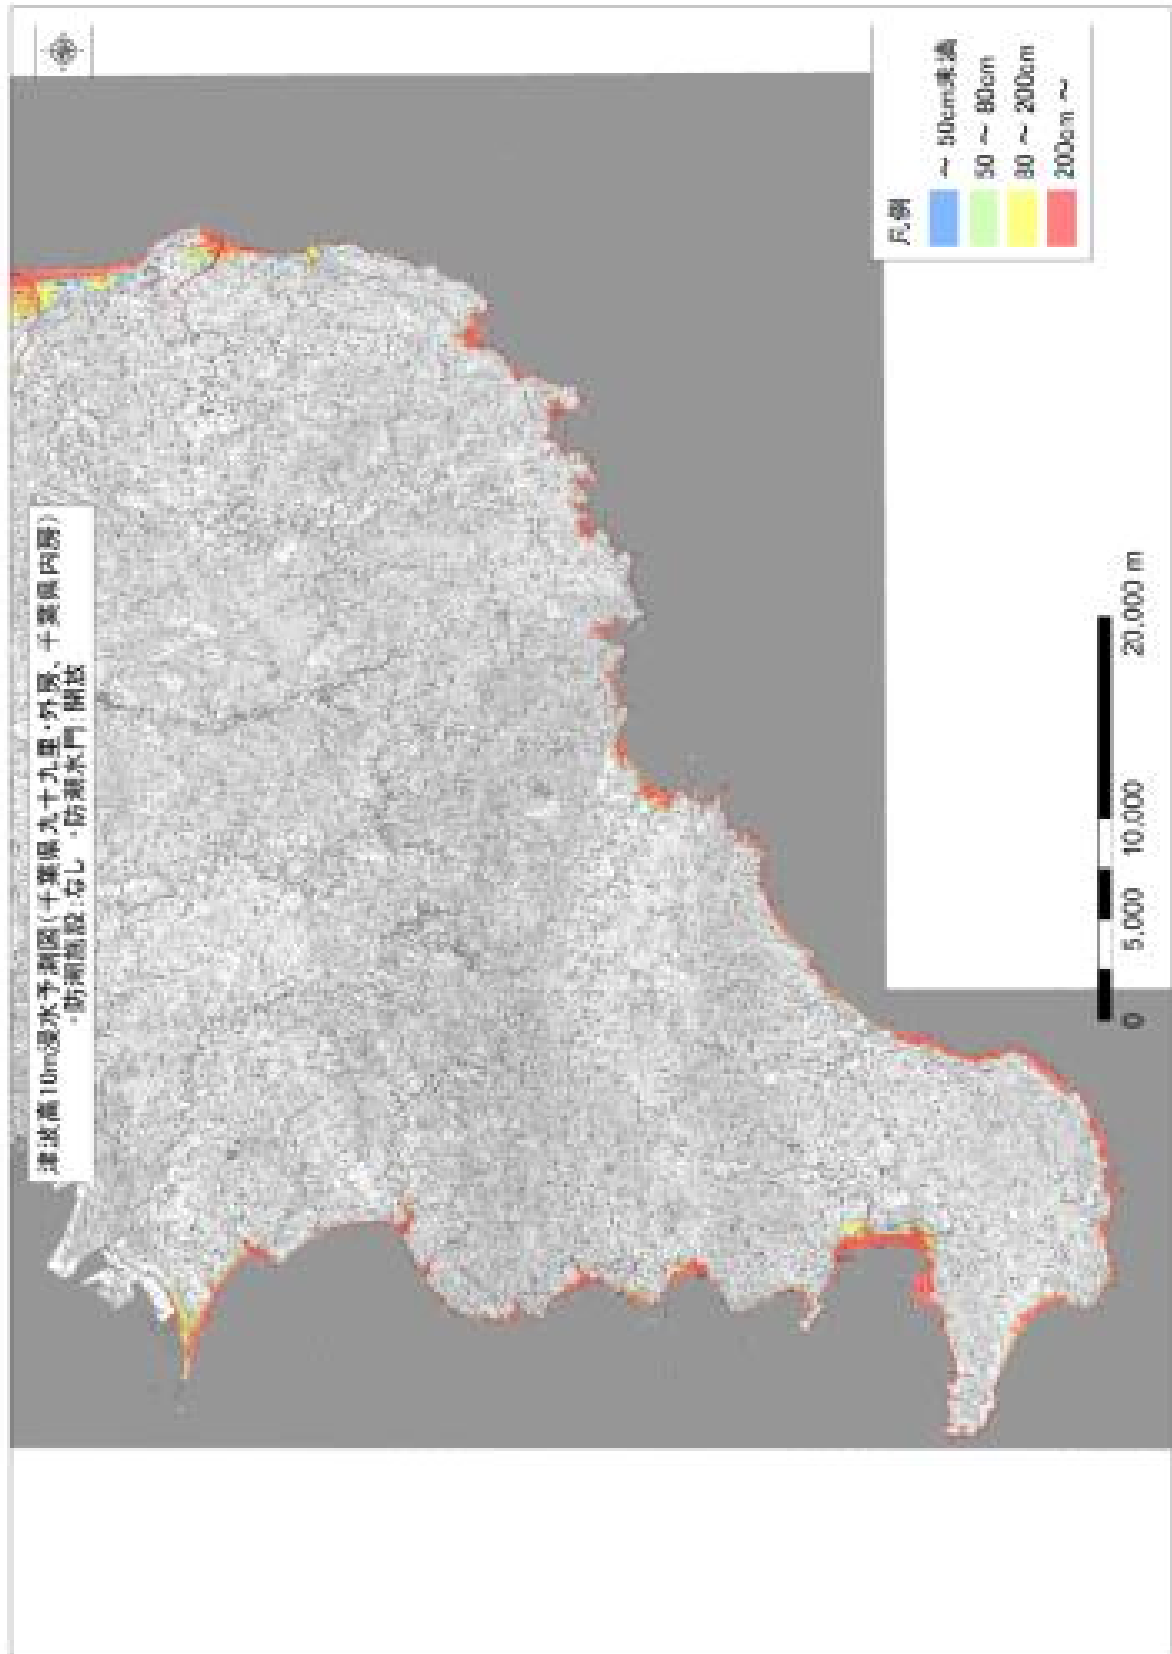 津波高10m浸水予測図(千葉県九十九里・外房、千葉県内房)
・防潮施設:なし ・防潮水門:開放
凡例
~ 50cm未満
50 ~ 80cm
80 ~ 200cm
200cm ~
0 5,000 10,000 20,000 m